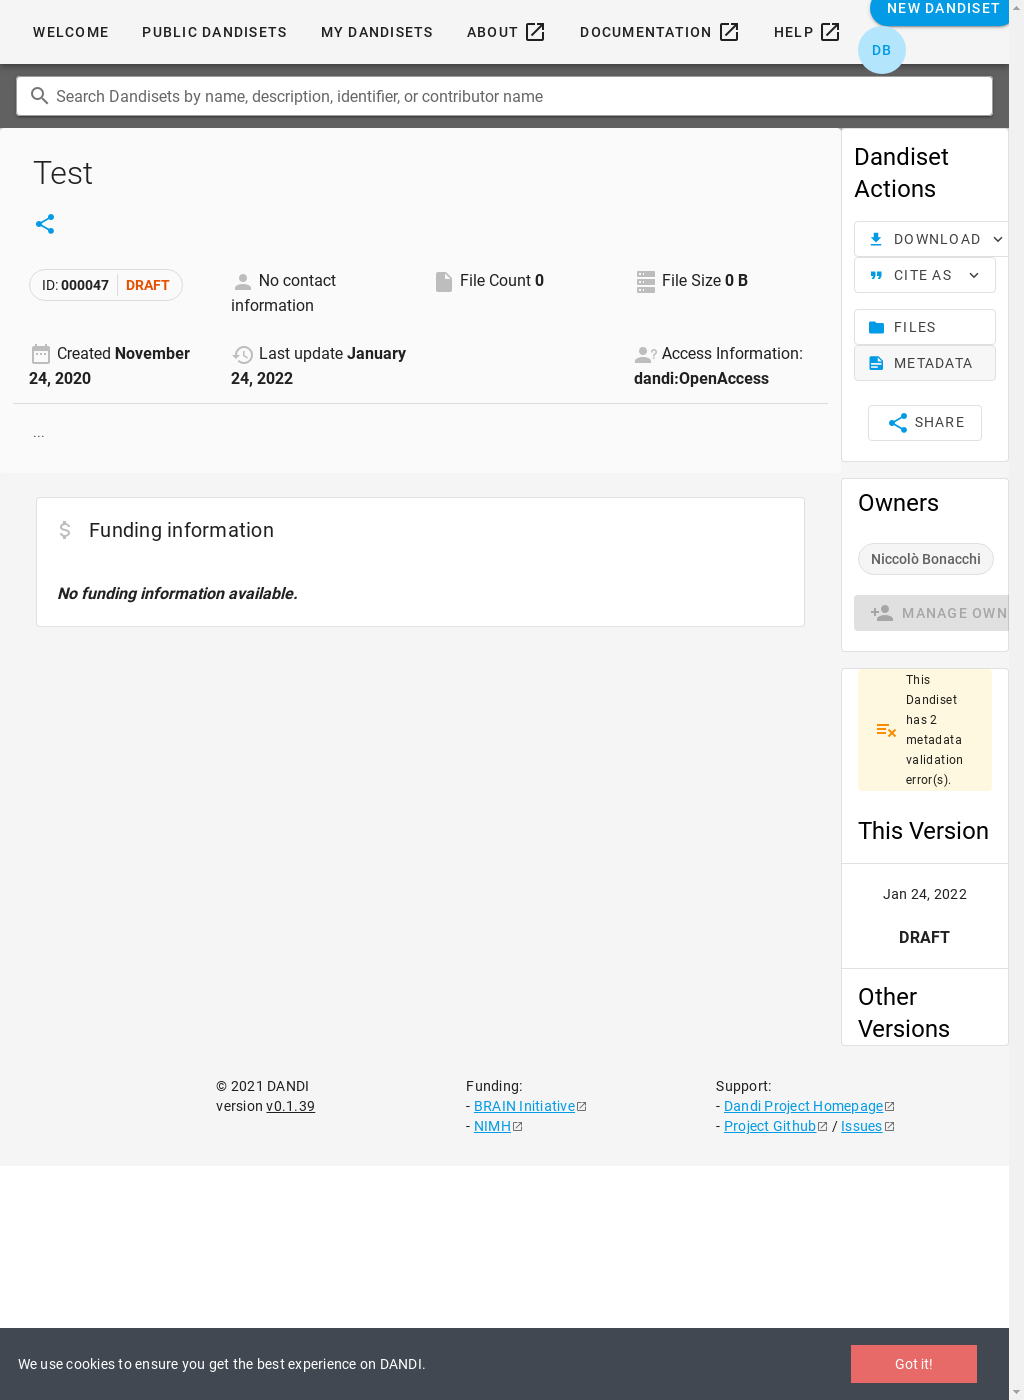 WELCOME
PUBLIC DANDISETS
MY DANDISETS
ABOUT
DOCUMENTATION
HELP
NEW DANDISET
DB
Search Dandisets by name, description, identifier, or contributor name
Test
ID: 000047
DRAFT
No contact
information
File Count 0
File Size 0 B
Created November
24, 2020
Last update January
24, 2022
Access Information:
dandi:OpenAccess
...
Funding information
No funding information available.
Dandiset
Actions
DOWNLOAD
CITE AS
FILES
METADATA
SHARE
Owners
Niccolò Bonacchi
MANAGE OWN
This
Dandiset
has 2
metadata
validation
error(s).
This Version
Jan 24, 2022
DRAFT
Other
Versions
© 2021 DANDI
version v0.1.39
Funding:
- BRAIN Initiative
- NIMH
Support:
- Dandi Project Homepage
- Project Github / Issues
We use cookies to ensure you get the best experience on DANDI.
Got it!